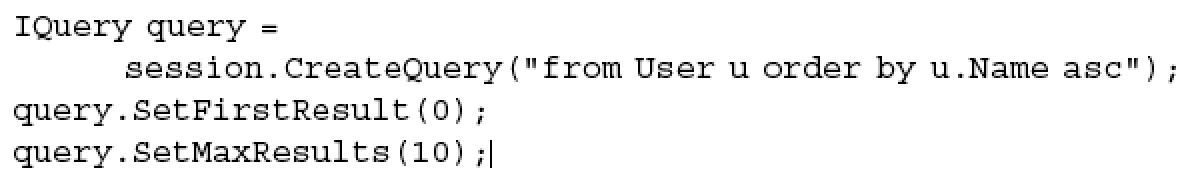 IQuery query =
session.CreateQuery("from User u order by u.Name asc");
query.SetFirstResult(0);
query.SetMaxResults(10);